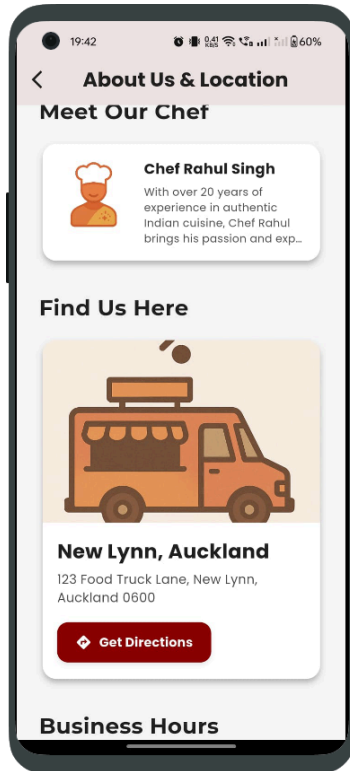 19:42
0.41
KB/S
60%
About Us & Location
Meet Our Chef
Chef Rahul Singh
With over 20 years of
experience in authentic
Indian cuisine, Chef Rahul
brings his passion and exp...
Find Us Here
New Lynn, Auckland
123 Food Truck Lane, New Lynn,
Auckland 0600
Get Directions
Business Hours